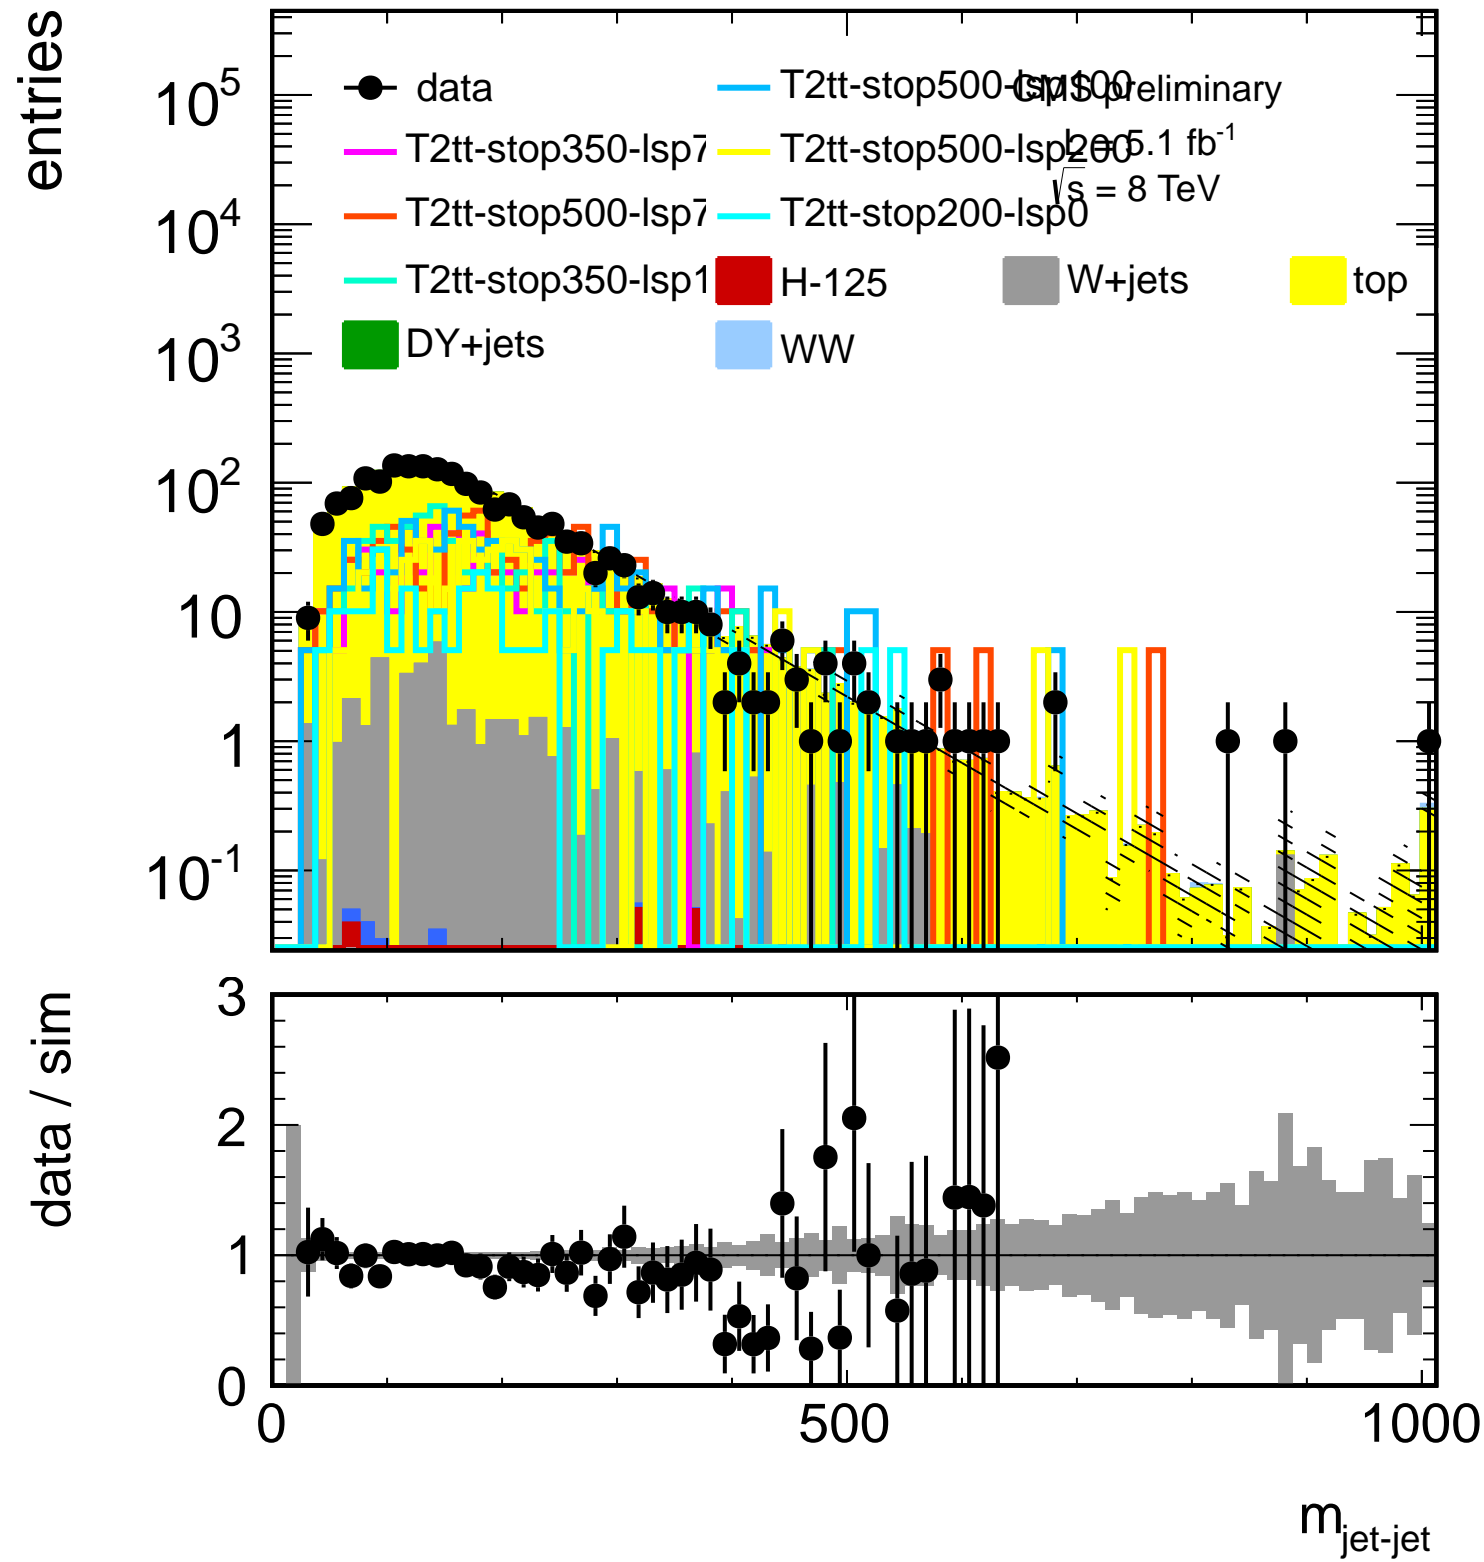 entries
10^5
10^4
10^3
10^2
10
1
10^-1
data
T2tt-stop500-lsp100
CMS preliminary
T2tt-stop350-lsp7
T2tt-stop500-lsp200
L = 5.1 fb^-1
T2tt-stop500-lsp7
T2tt-stop200-lsp0
√s = 8 TeV
T2tt-stop350-lsp1
H-125
W+jets
top
DY+jets
WW
data / sim
3
2
1
0
0
500
1000
m_jet-jet